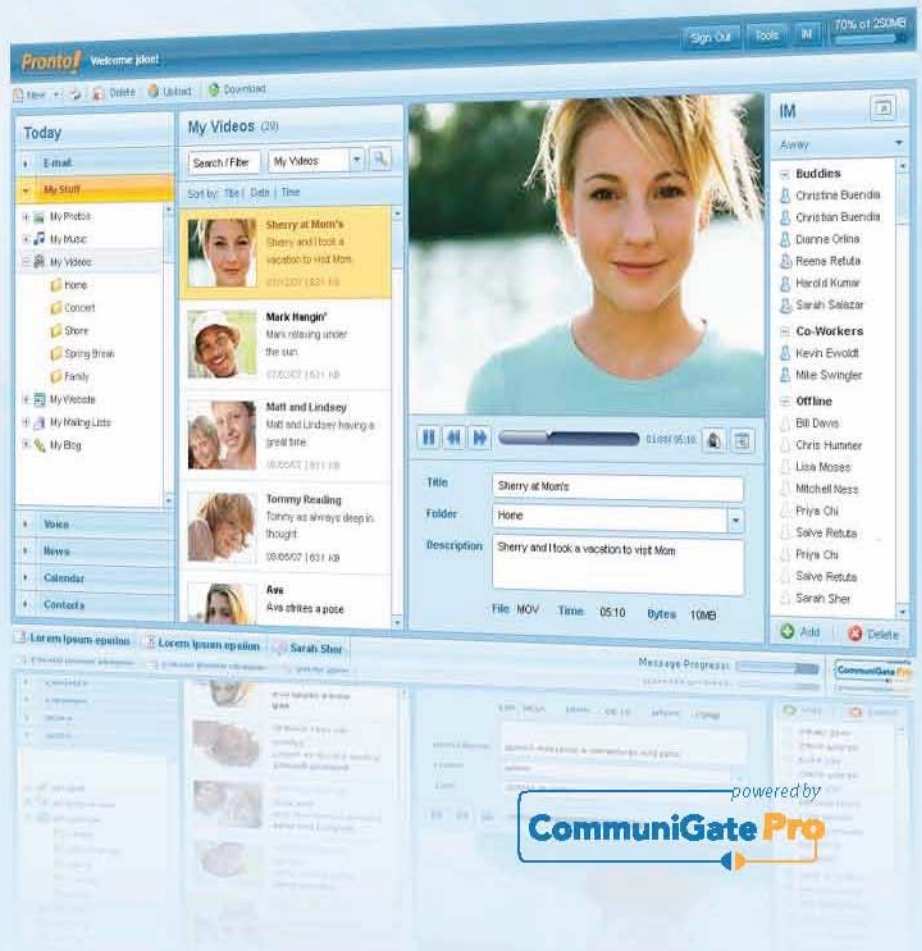 Pronto! Welcome jdoe!
Sign Out Tools IM 70% of 250MB
New Delete Upload Download
Today
E-mail
My Stuff
My Photos
My Music
My Videos
Home
Concert
Shore
Spring Break
Family
My Website
My Mailing Lists
My Blog
Voice
News
Calendar
Contacts
My Videos (29)
Search / Filter My Videos
Sort by: Title | Date | Time
Sherry at Mom's
Sherry and I took a
vacation to visit Mom.
Mark Hangin'
Mark relaxing under
the sun
Matt and Lindsey
Matt and Lindsey having a
great time
Tommy Reading
Tommy as always deep in
thought
08/06/07 | 631 KB
Ava
Ava strikes a pose
Title Sherry at Mom's
Folder Home
Description Sherry and I took a vacation to visit Mom
File MOV Time 05:10 Bytes 10MB
IM
Away
Buddies
Christine Buendia
Christian Buendia
Dianne Orlina
Reena Retuta
Harold Kumar
Sarah Salazar
Co-Workers
Kevin Ewoldt
Mike Swingler
Offline
Bill Davis
Chris Hummer
Lisa Moses
Mitchell Ness
Priya Chi
Salve Retuta
Priya Chi
Salve Retuta
Sarah Sher
Add Delete
Lorem Ipsum epsilon Lorem Ipsum epsilon Sarah Sher
Message Progress:
CommuniGate Pro
powered by
CommuniGate Pro